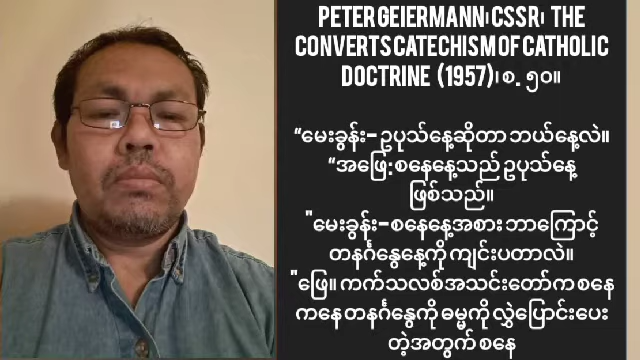 PETER GEIERMANN၊ CSSR၊ THE
CONVERTS CATECHISM OF CATHOLIC
DOCTRINE (1957)၊ စ. ၅၀။
“မေးခွန်း– ဥပုသ်နေ့ဆိုတာ ဘယ်နေ့လဲ။
“အဖြေ: စနေနေ့သည် ဥပုသ်နေ့
ဖြစ်သည်။
"မေးခွန်း–စနေနေ့အစား ဘာကြောင့်
တနင်္ဂနွေနေ့ကို ကျင်းပတာလဲ။
"ဖြေ။ ကက်သလစ်အသင်းတော်က စနေ
ကနေ တနင်္ဂနွေကို ဓမ္မကို လွှဲပြောင်းပေး
တဲ့အတွက် စနေ